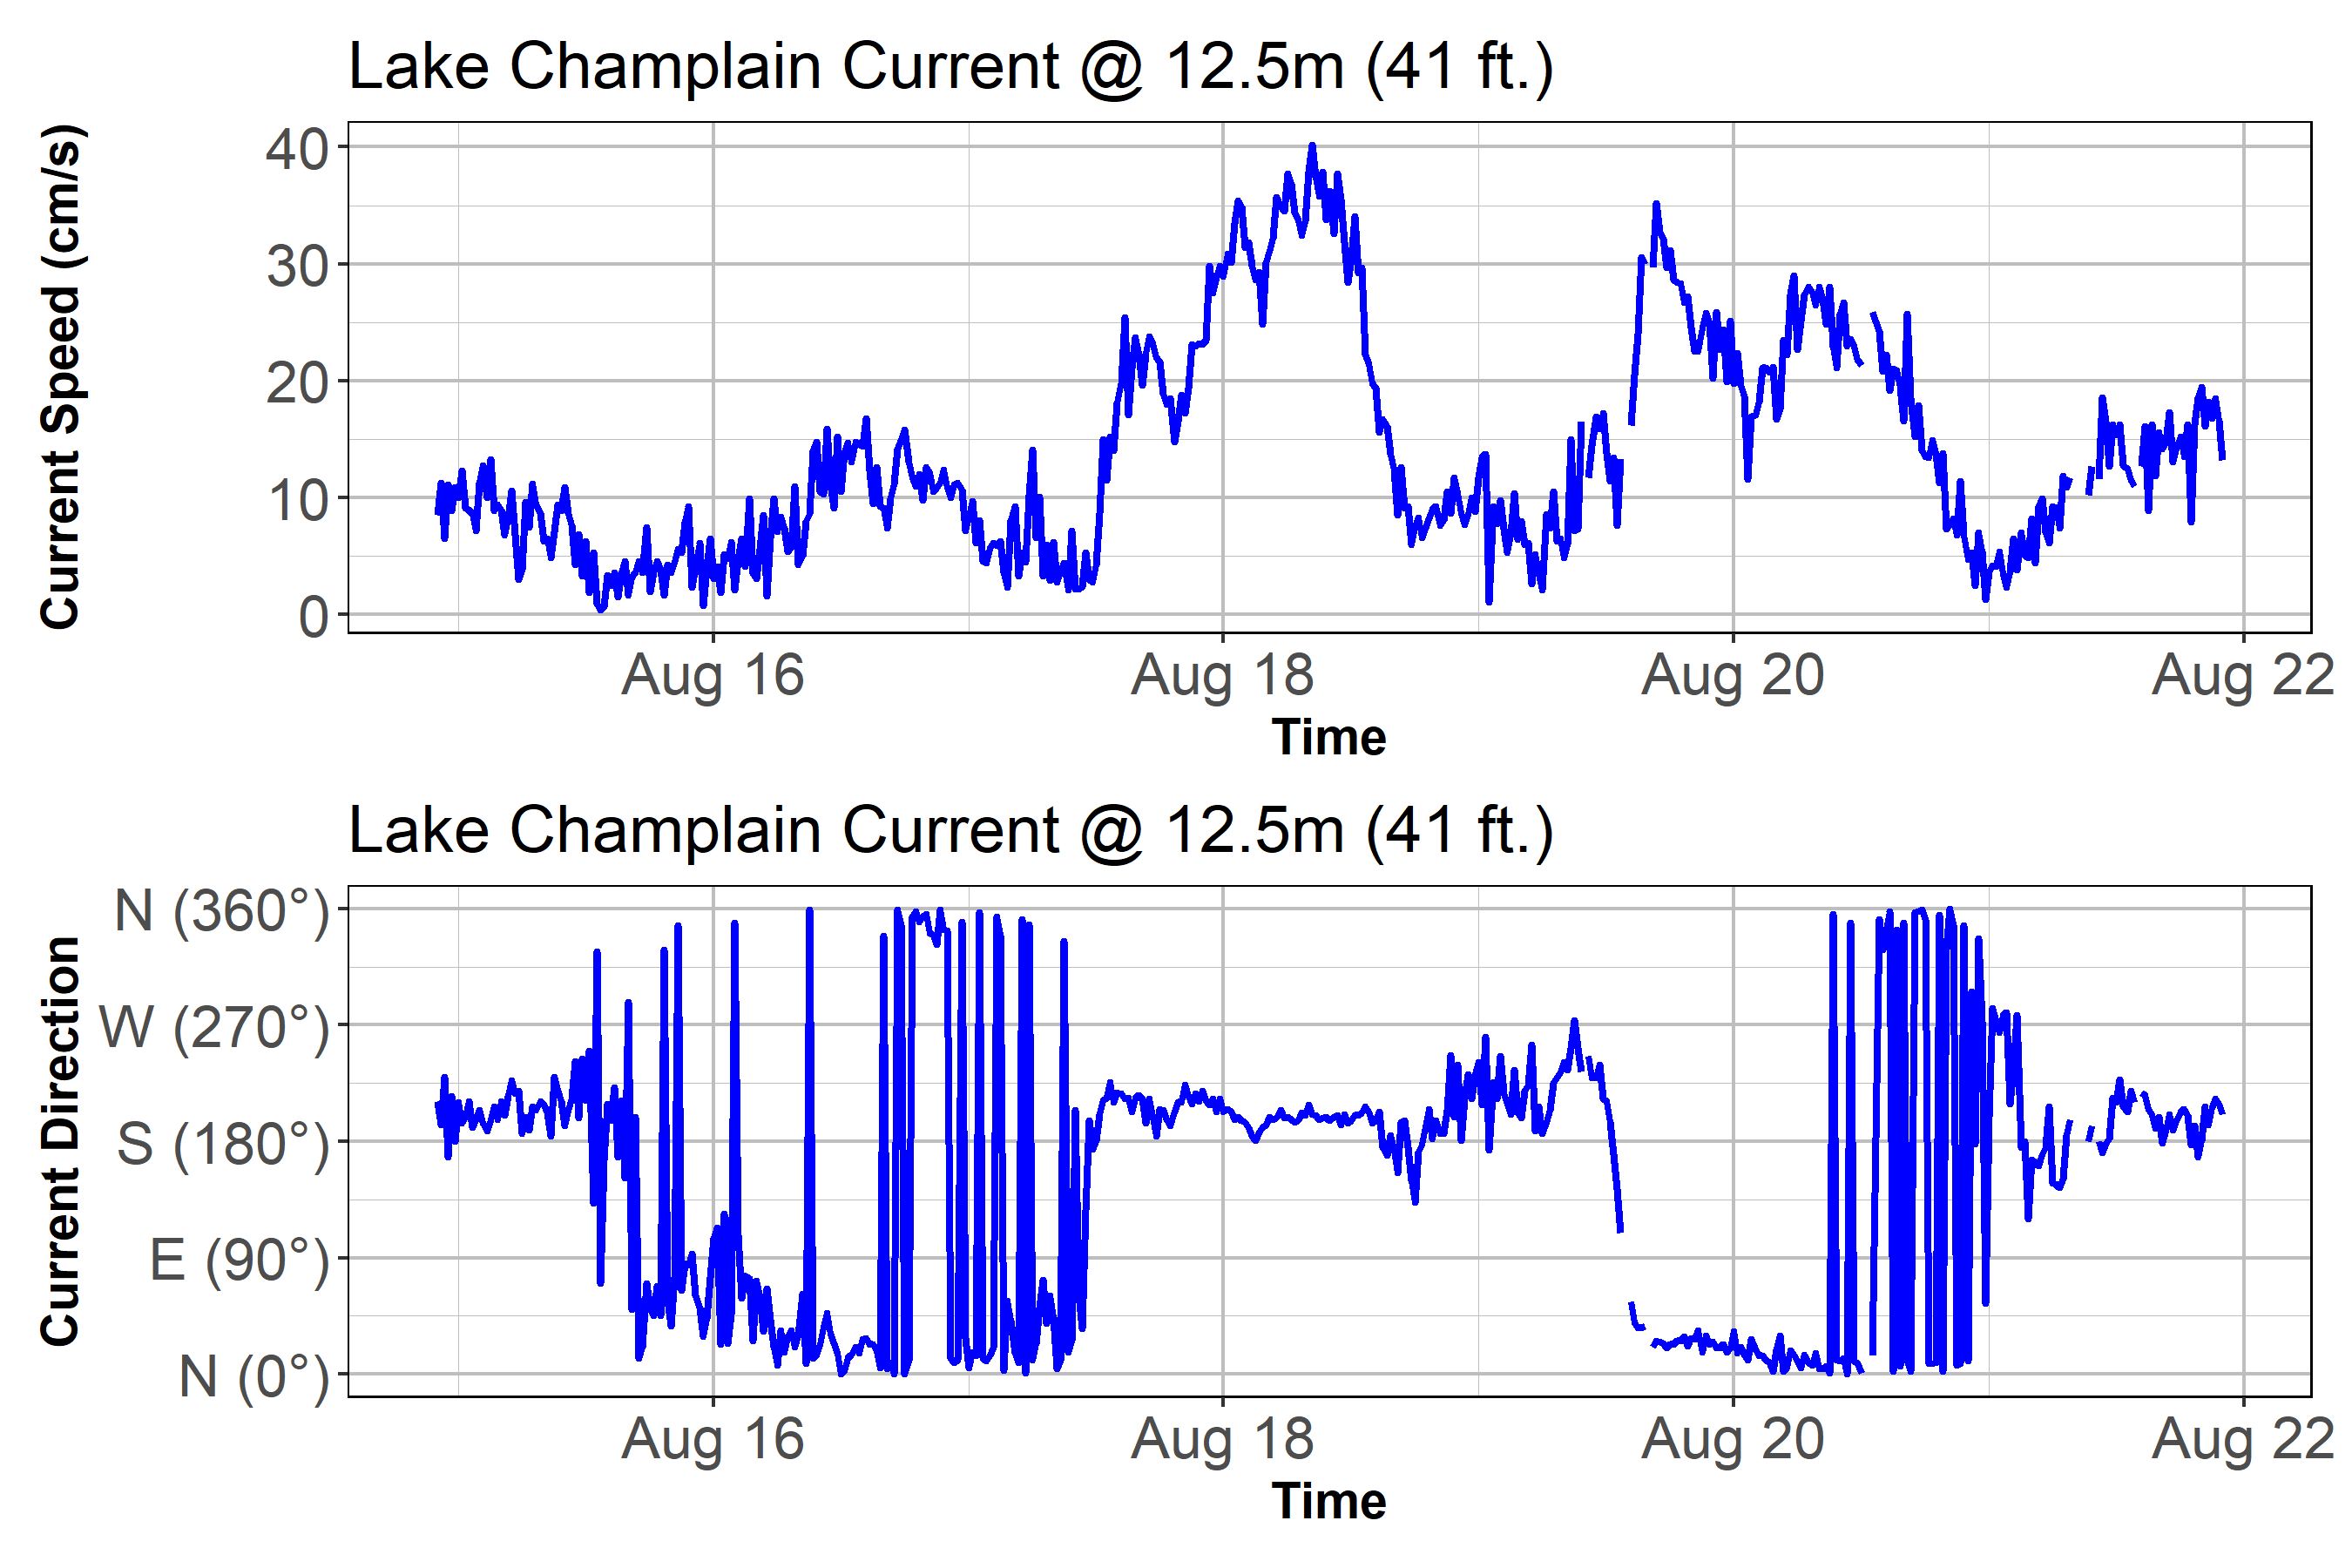 Lake Champlain Current @ 12.5m (41 ft.)
Current Speed (cm/s)
40
30
20
10
0
Aug 16
Aug 18
Aug 20
Aug 22
Time
Lake Champlain Current @ 12.5m (41 ft.)
Current Direction
N (360°)
W (270°)
S (180°)
E (90°)
N (0°)
Aug 16
Aug 18
Aug 20
Aug 22
Time